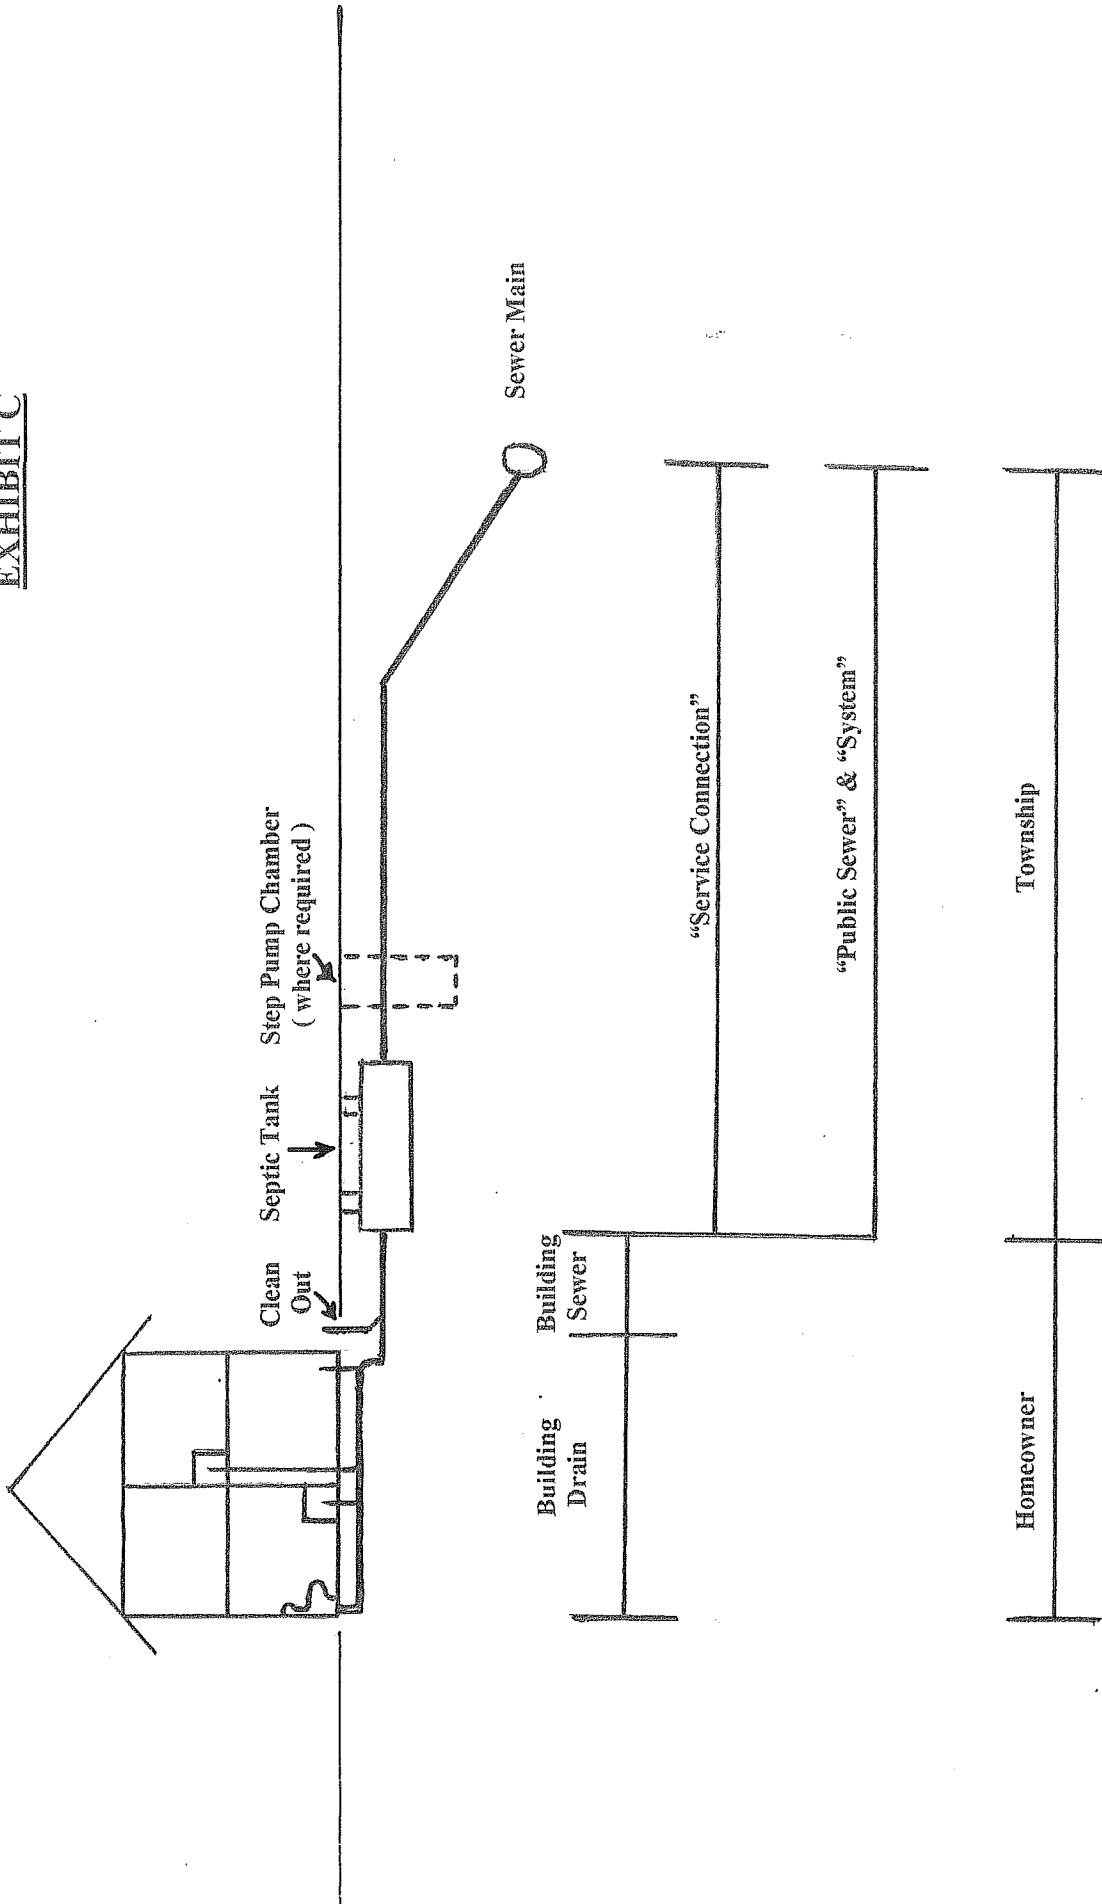 EXHIBIT C
Clean
Out
Septic Tank
Step Pump Chamber
( where required )
Sewer Main
Building
Drain
Building
Sewer
“Service Connection”
“Public Sewer” & “System”
Homeowner
Township